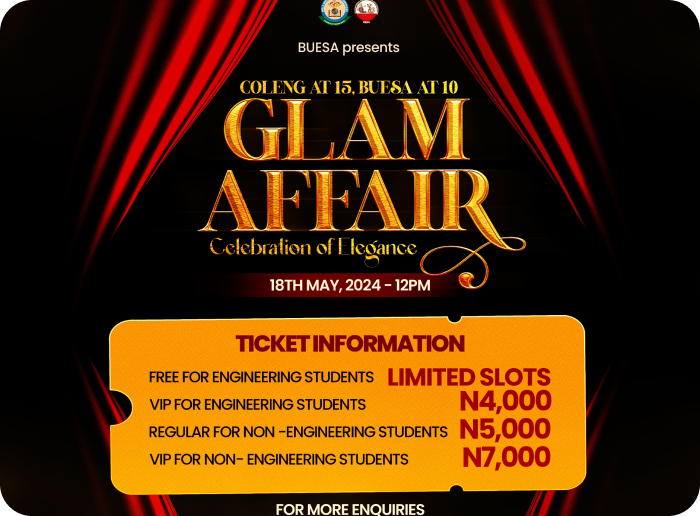 BUESA presents
COLENG AT 15, BUESA AT 10
GLAM
AFFAIR
Celebration of Elegance
18TH MAY, 2024 - 12PM
TICKET INFORMATION
FREE FOR ENGINEERING STUDENTS LIMITED SLOTS
VIP FOR ENGINEERING STUDENTS N4,000
REGULAR FOR NON -ENGINEERING STUDENTS N5,000
VIP FOR NON- ENGINEERING STUDENTS N7,000
FOR MORE ENQUIRIES